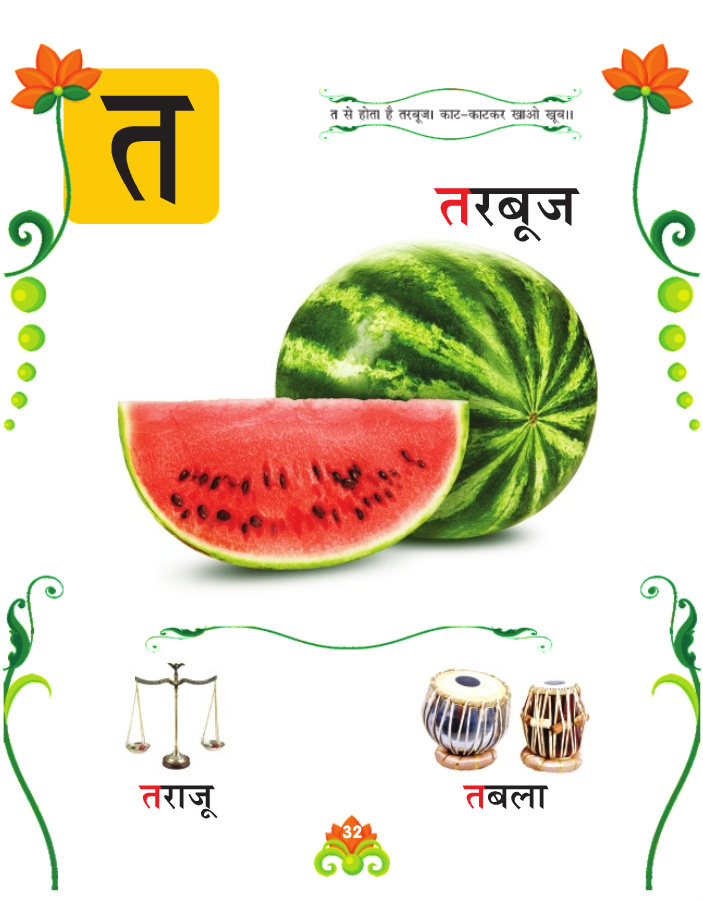 त
त से होता है तरबूज। काट-काटकर खाओ खूब।।
तरबूज
तराजू
तबला
32